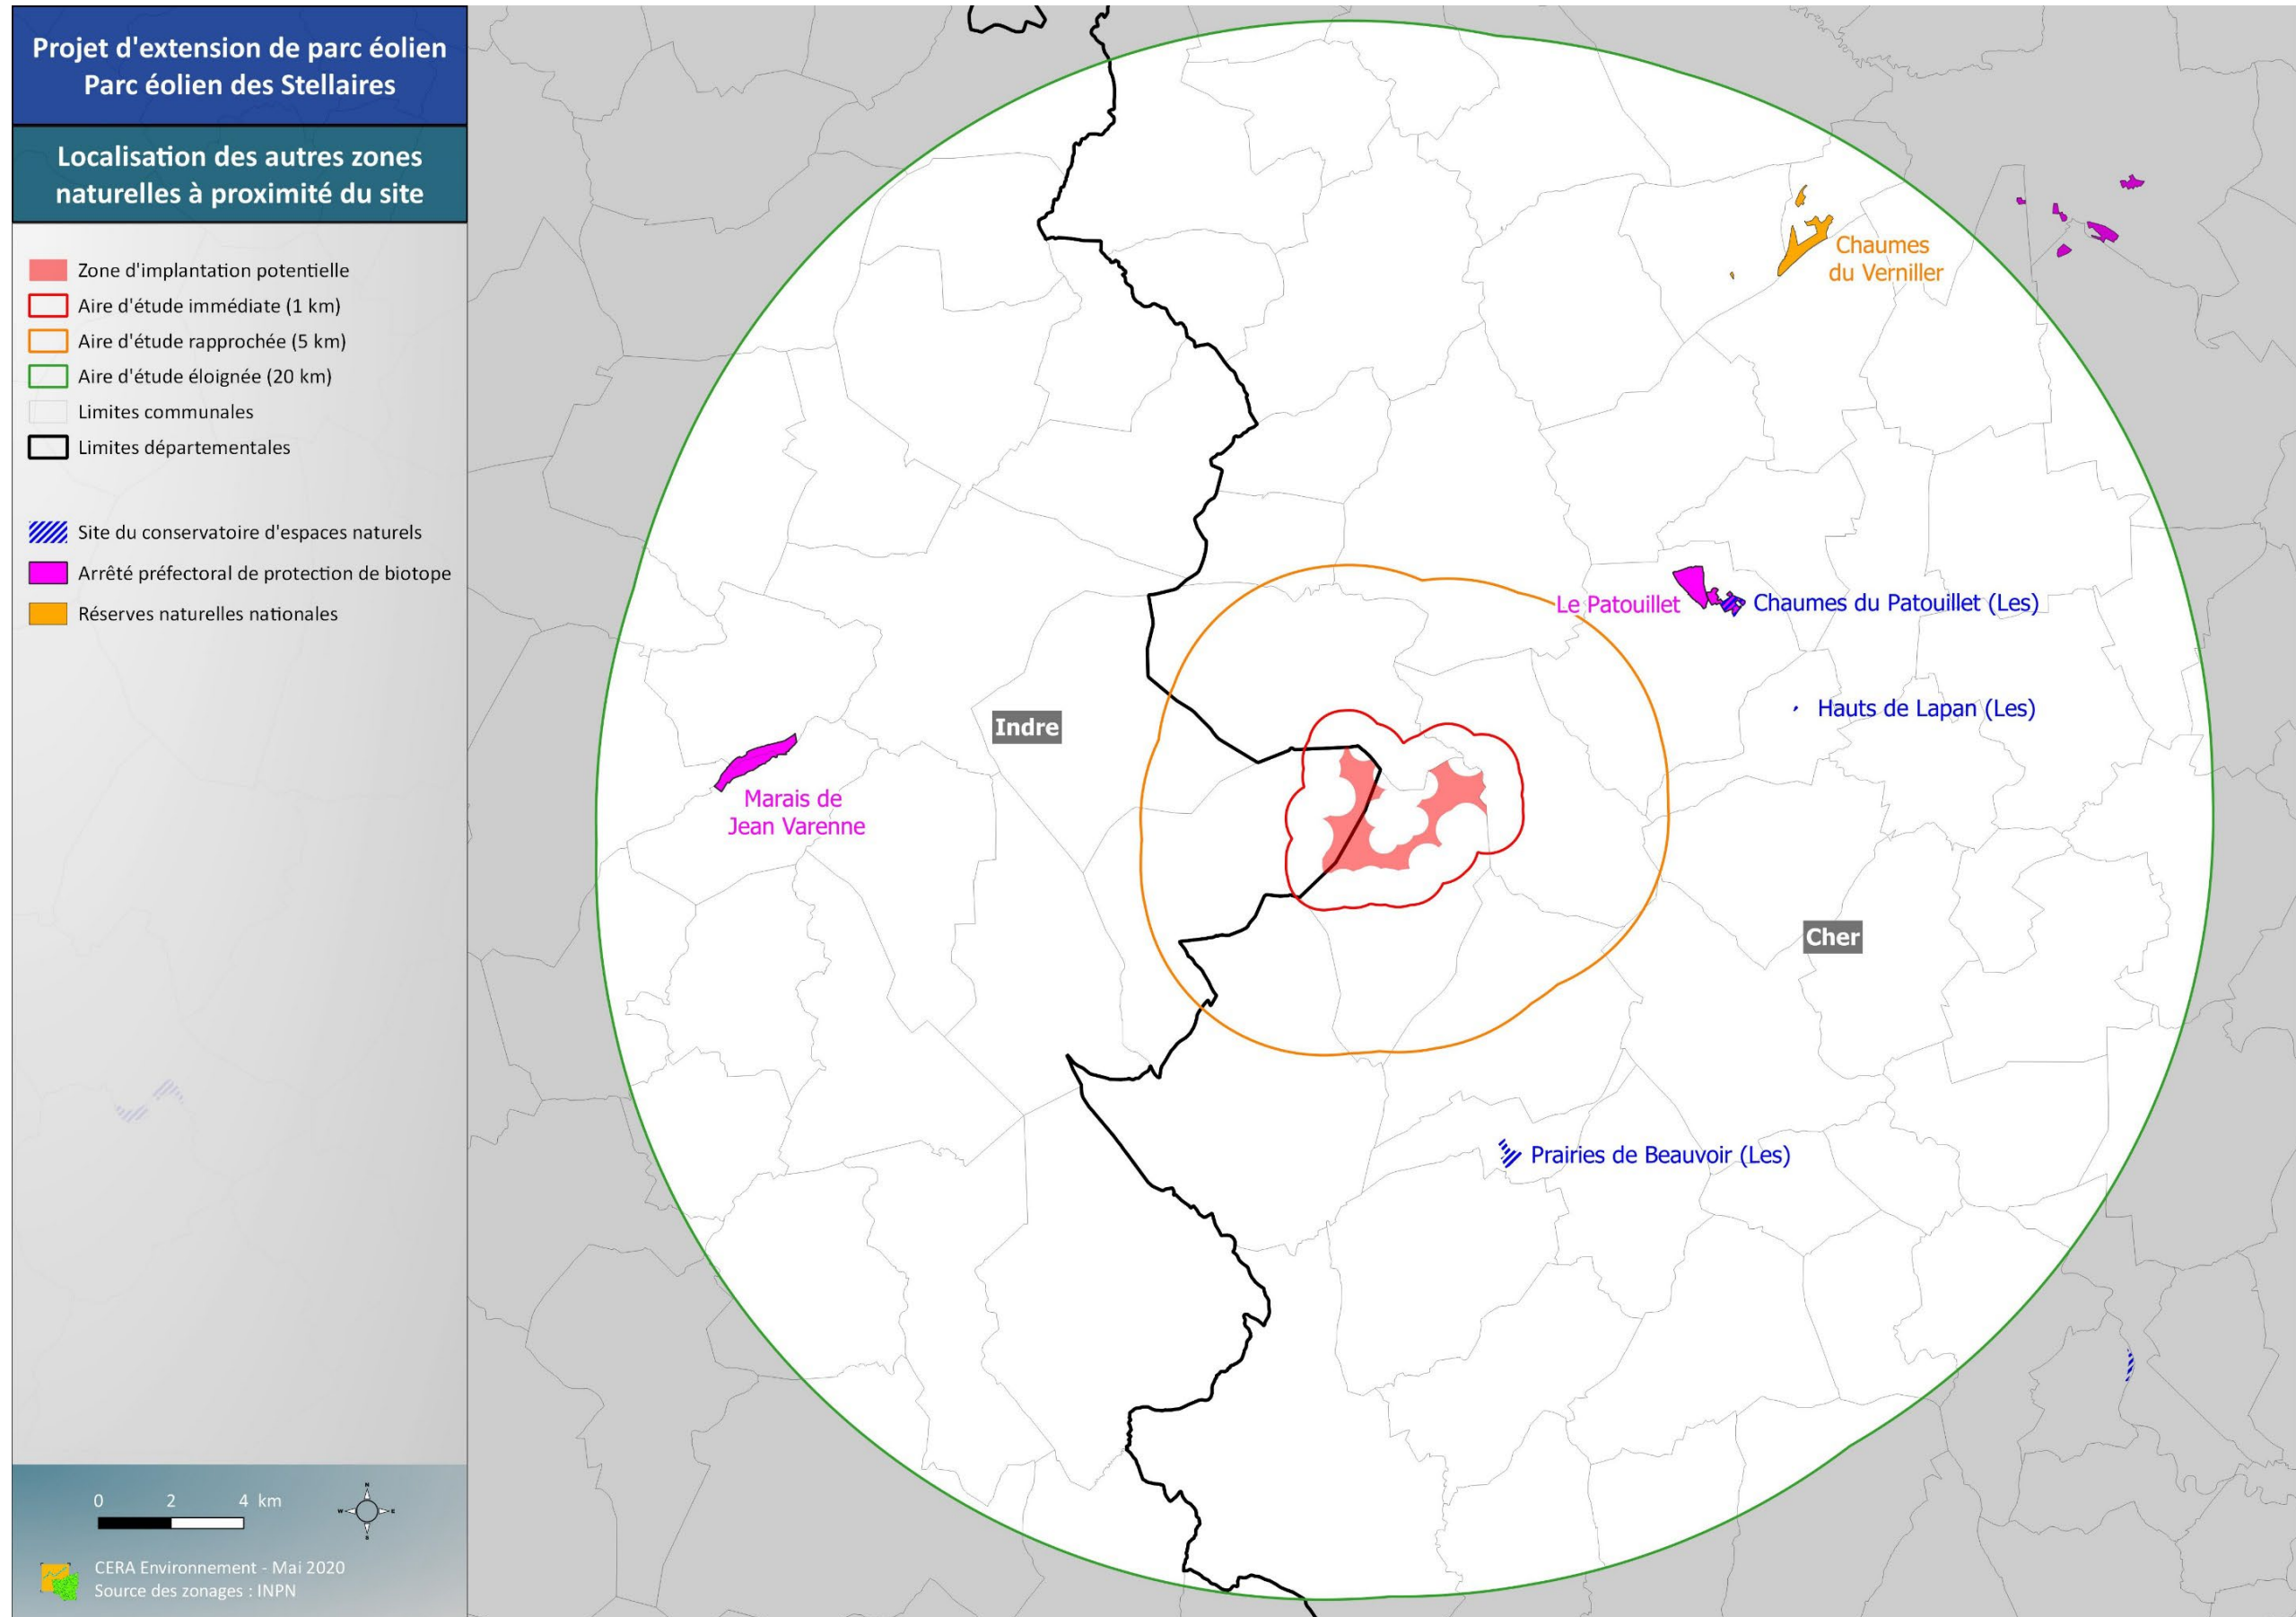 Projet d'extension de parc éolien
Parc éolien des Stellaires
Localisation des autres zones
naturelles à proximité du site
Zone d'implantation potentielle
Aire d'étude immédiate (1 km)
Aire d'étude rapprochée (5 km)
Aire d'étude éloignée (20 km)
Limites communales
Limites départementales
Site du conservatoire d'espaces naturels
Arrêté préfectoral de protection de biotope
Réserves naturelles nationales
0 2 4 km
N
W E
S
CERA Environnement - Mai 2020
Source des zonages : INPN
Chaumes
du Verniller
Le Patouillet
Chaumes du Patouillet (Les)
Hauts de Lapan (Les)
Indre
Marais de
Jean Varenne
Cher
Prairies de Beauvoir (Les)